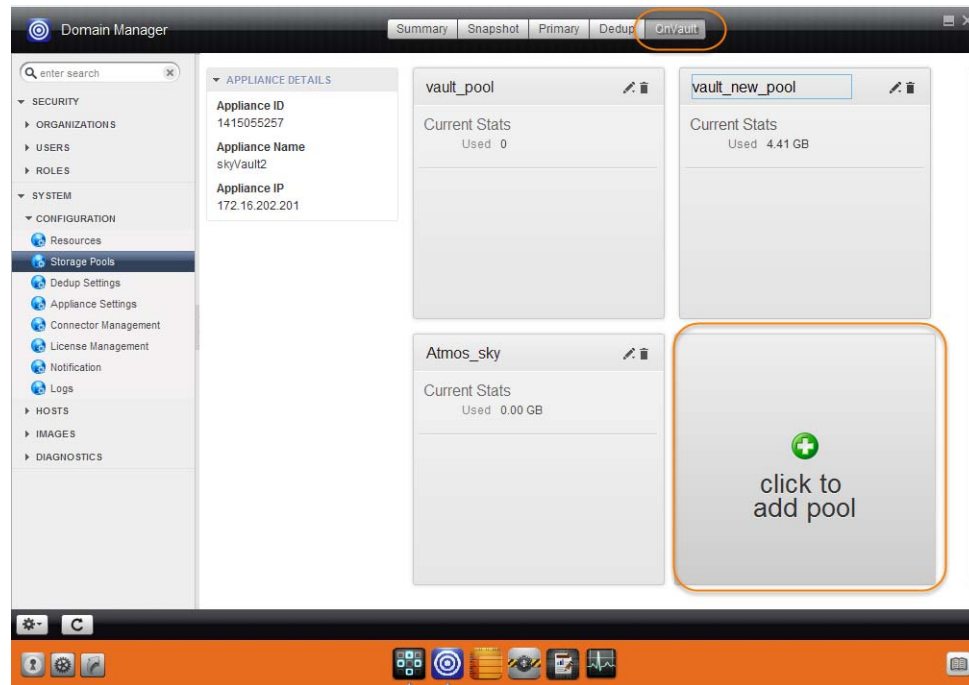 Domain Manager
Summary Snapshot Primary Dedup OnVault
enter search
SECURITY
ORGANIZATIONS
USERS
ROLES
SYSTEM
CONFIGURATION
Resources
Storage Pools
Dedup Settings
Appliance Settings
Connector Management
License Management
Notification
Logs
HOSTS
IMAGES
DIAGNOSTICS
APPLIANCE DETAILS
Appliance ID
1415055257
Appliance Name
skyVault2
Appliance IP
172.16.202.201
vault_pool
Current Stats
Used 0
vault_new_pool
Current Stats
Used 4.41 GB
Atmos_sky
Current Stats
Used 0.00 GB
click to
add pool